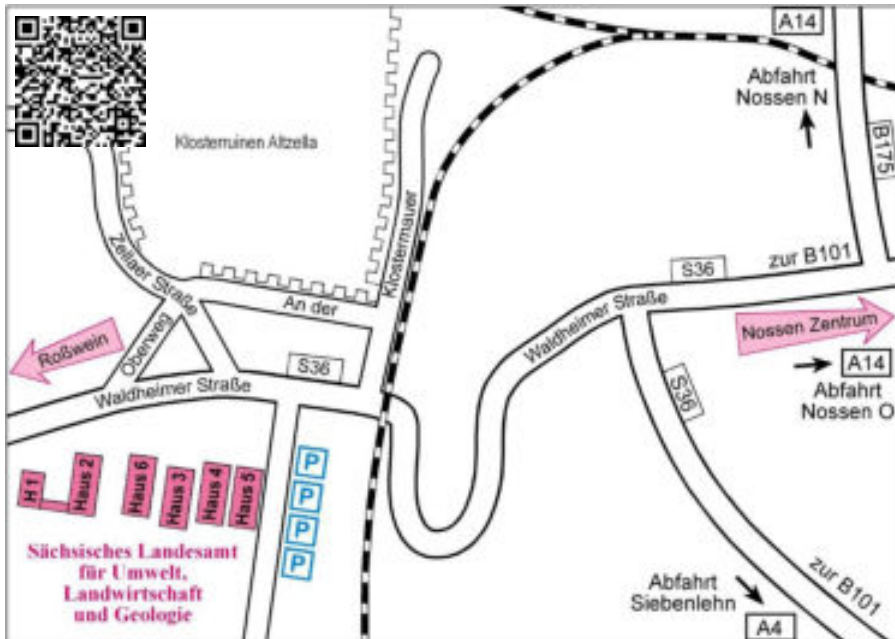 A14
Abfahrt
Nossen N
B175
Klosterruinen Altzella
Klostermauer
Zellaer Straße
An der
zur B101
S36
Waldheimer Straße
Nossen Zentrum
Roßwein
Oberweg
S36
Waldheimer Straße
A14
Abfahrt
Nossen O
S36
H 1
Haus 2
Haus 6
Haus 3
Haus 4
Haus 5
P
P
P
P
Sächsisches Landesamt
für Umwelt,
Landwirtschaft
und Geologie
Abfahrt
Siebenlehn
zur B101
A4